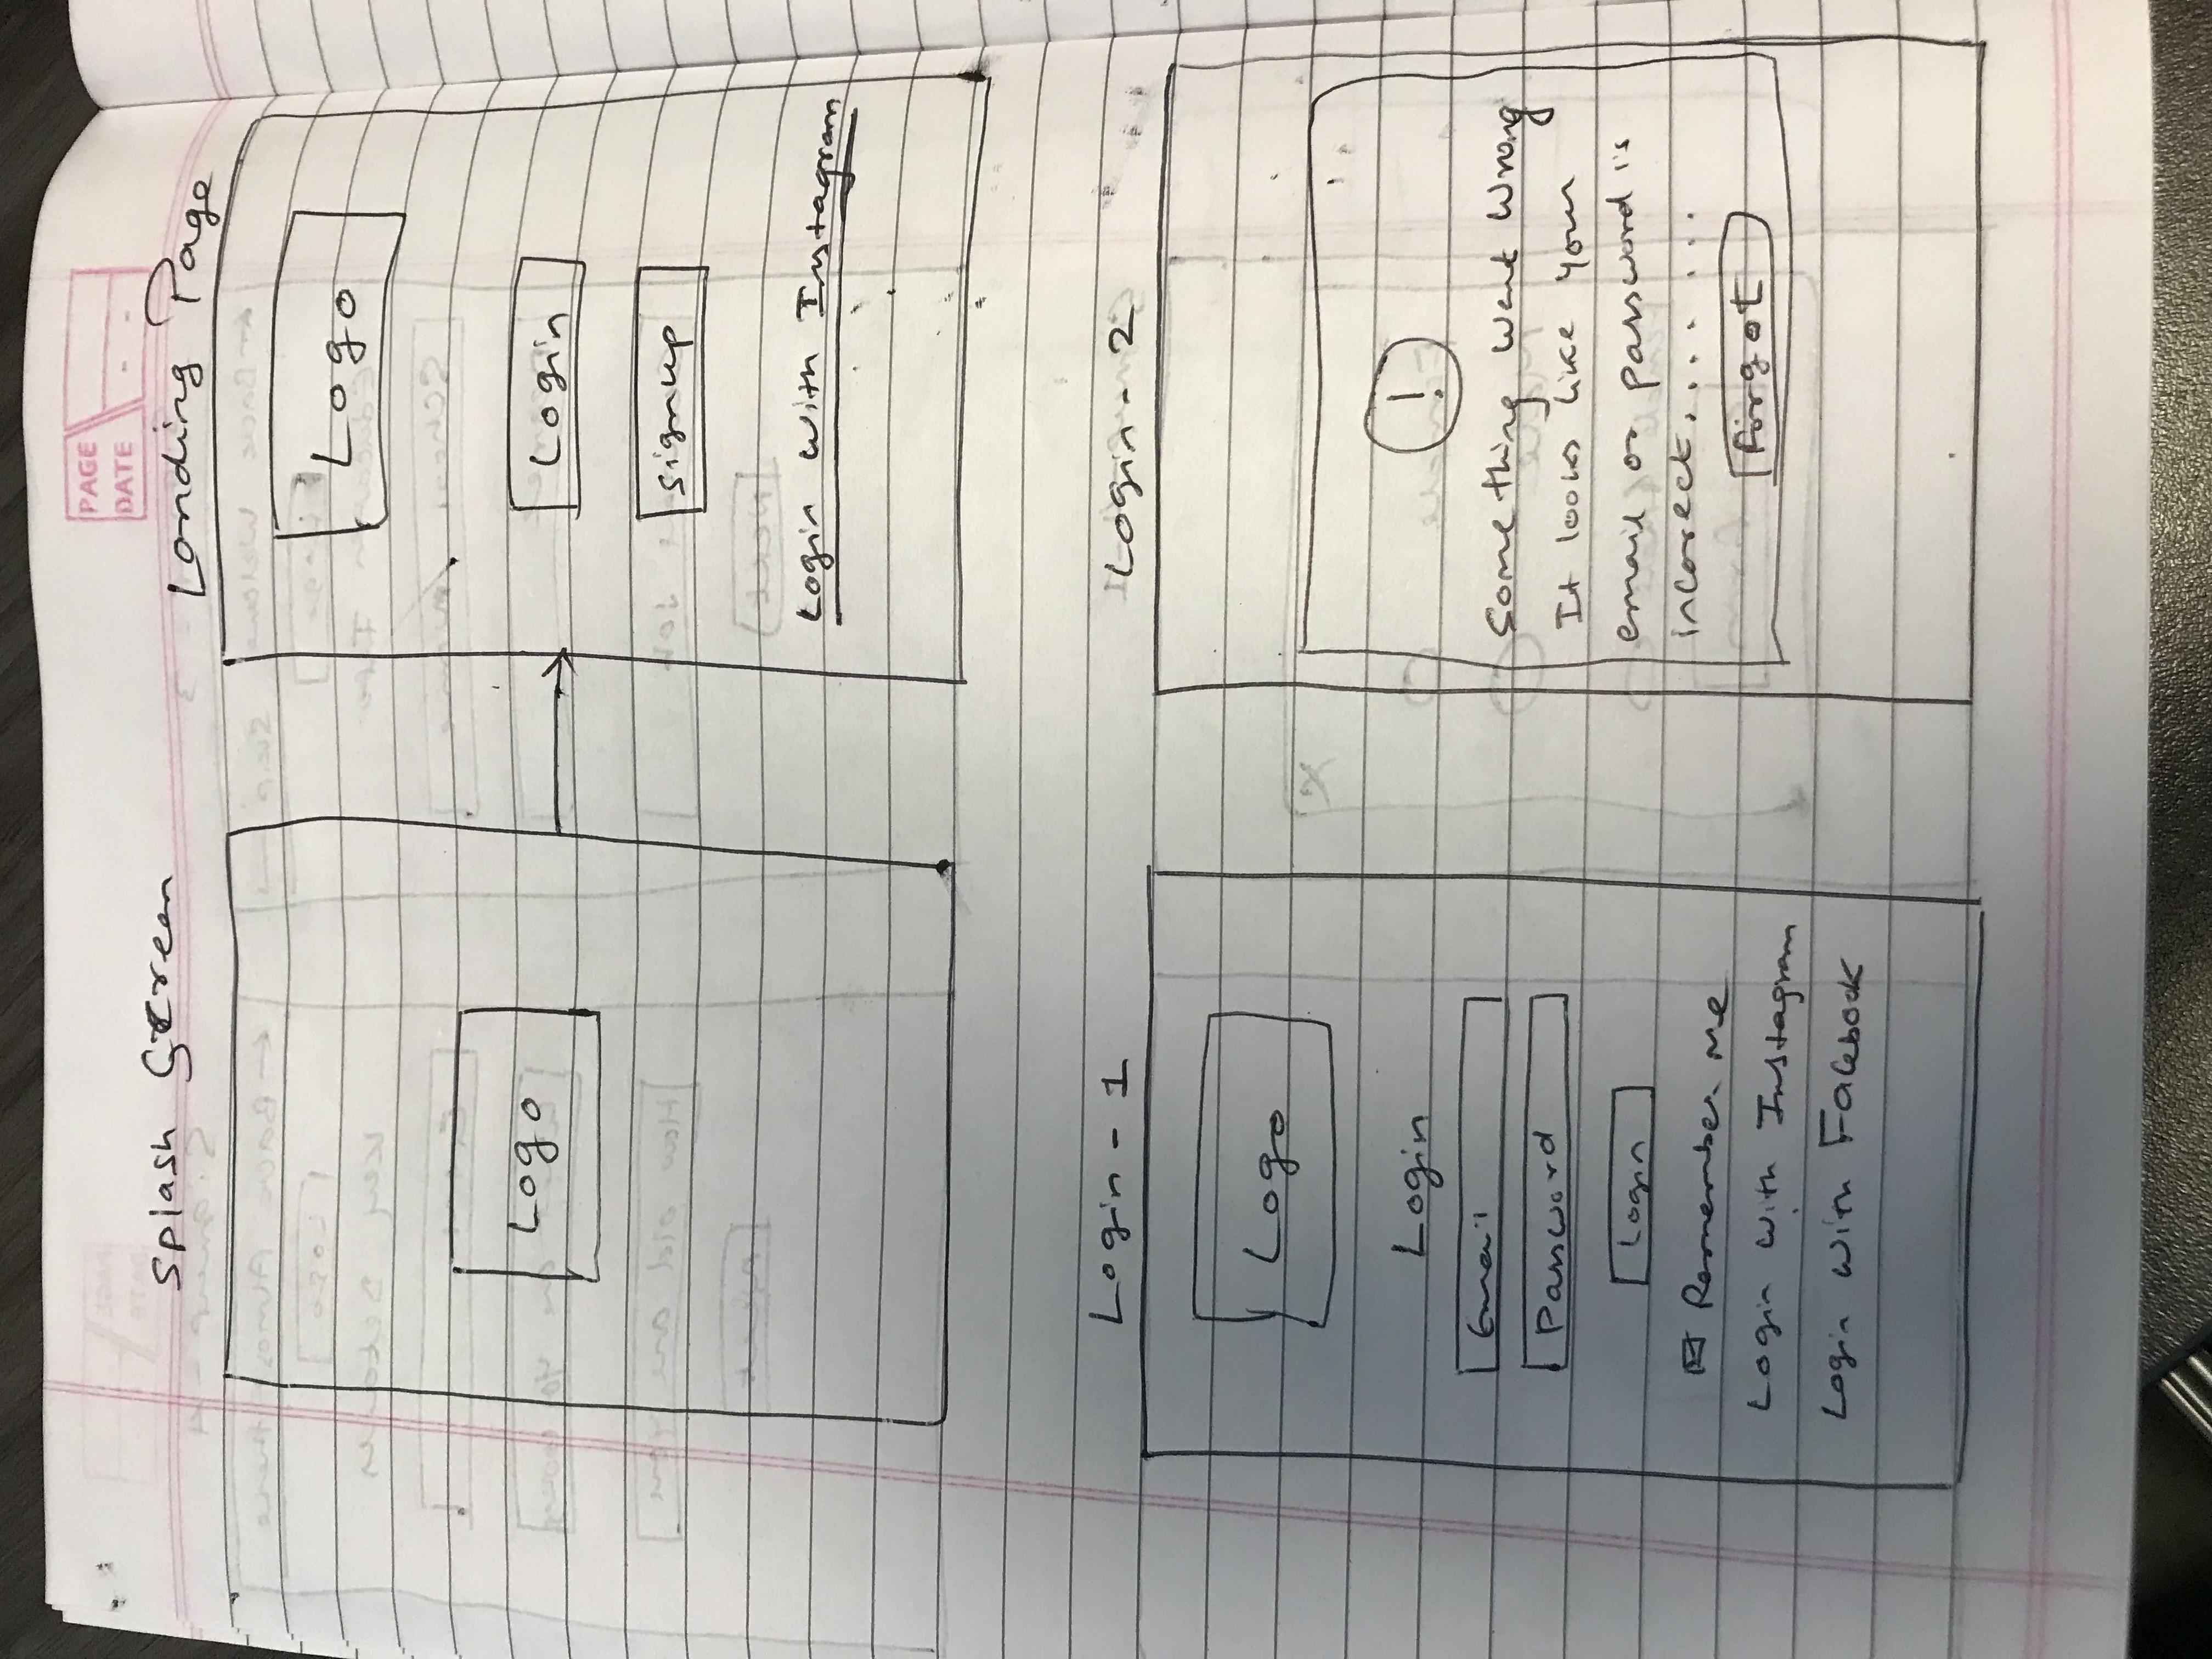 PAGE
DATE
Splash Screen
Logo
Landing Page
Logo
Login
Signup
Login with Instagram
Login - 1
Logo
Login
Email
Password
Login
Remember Me
Login with Instagram
Login with Facebook
Login - 2
!
Something Went Wrong
It looks like your
email or password is
incorect.... ...
Forgot